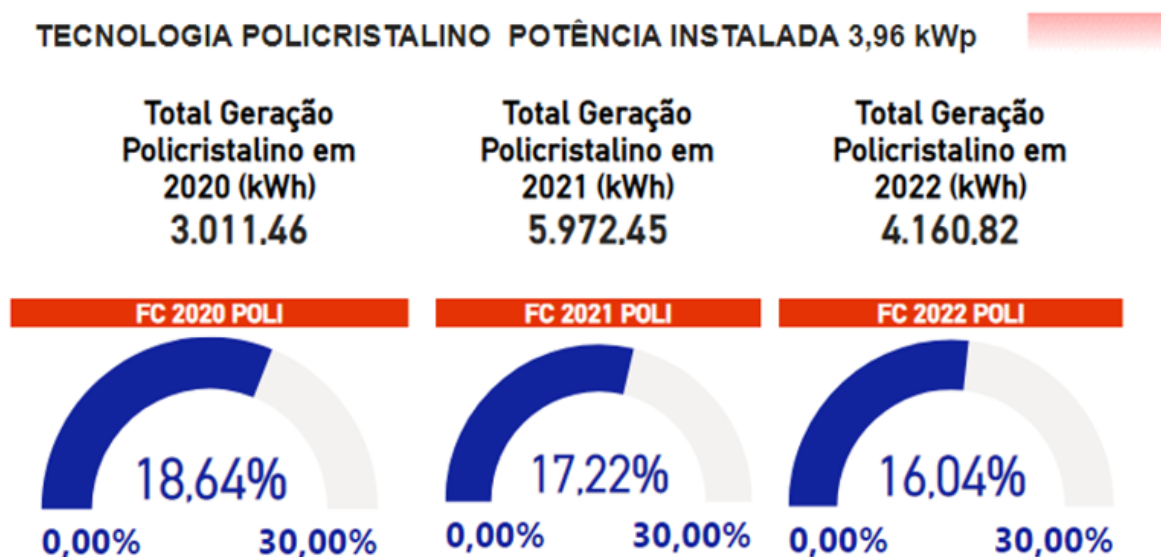 TECNOLOGIA POLICRISTALINO POTÊNCIA INSTALADA 3,96 kWp
Total Geração
Policristalino em
2020 (kWh)
3.011,46
Total Geração
Policristalino em
2021 (kWh)
5.972,45
Total Geração
Policristalino em
2022 (kWh)
4.160,82
FC 2020 POLI
18,64%
0,00%
30,00%
FC 2021 POLI
17,22%
0,00%
30,00%
FC 2022 POLI
16,04%
0,00%
30,00%